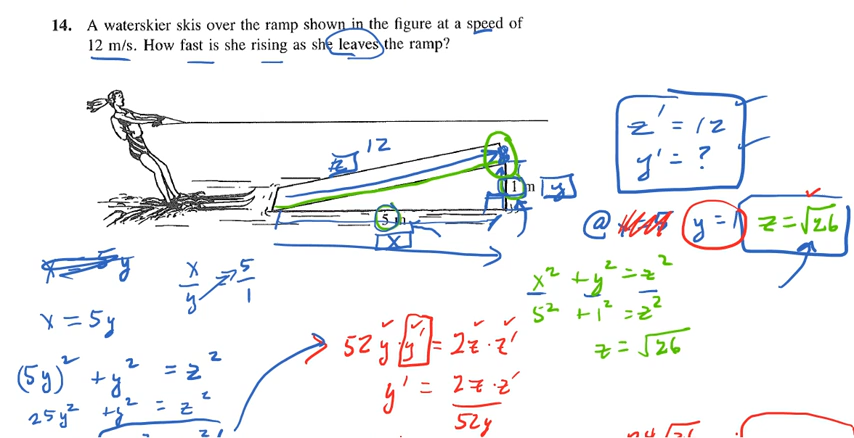 14. A waterskier skis over the ramp shown in the figure at a speed of
12 m/s. How fast is she rising as she leaves the ramp?
z 12
1 m y
5 m
x
z' = 12
y' = ?
@ y = 1 z = √26
x/y = 5/1
x = 5y
(5y)² + y² = z²
25y² + y² = z²
x² + y² = z²
5² + 1² = z²
z = √26
52y·y' = 2z·z'
y' = 2z·z'/52y